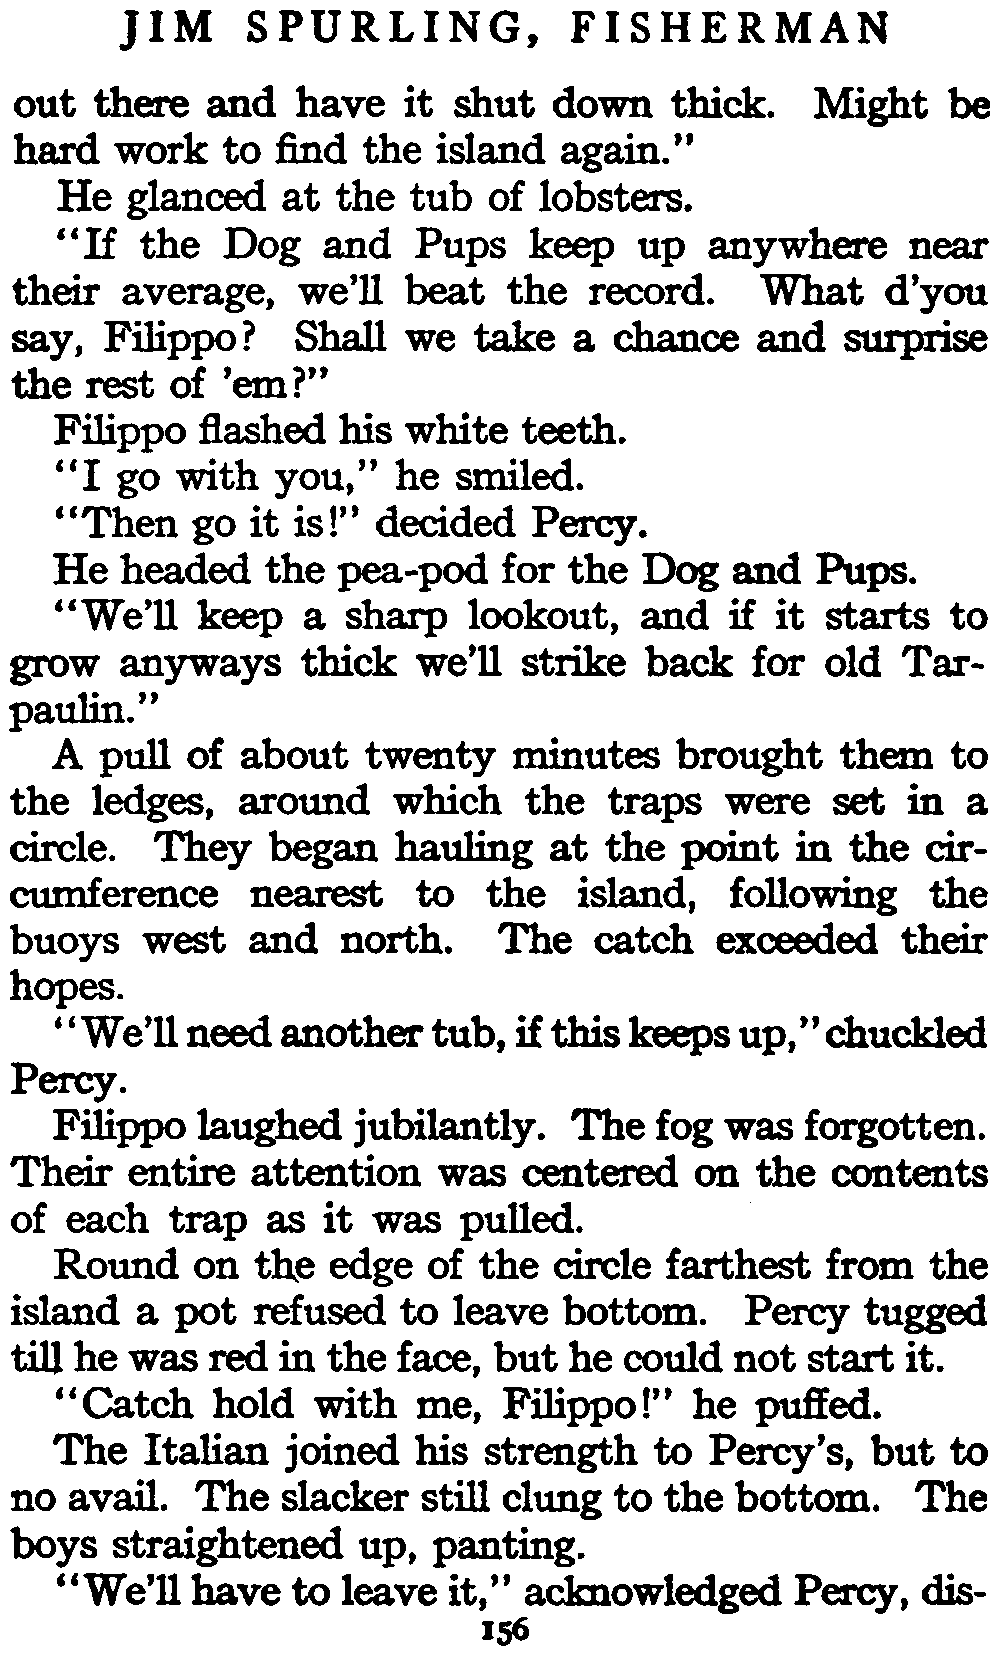 JIM SPURLING, FISHERMAN
out there and have it shut down thick. Might be
hard work to find the island again."
He glanced at the tub of lobsters.
"If the Dog and Pups keep up anywhere near
their average, we'll beat the record. What d'you
say, Filippo? Shall we take a chance and surprise
the rest of 'em?"
Filippo flashed his white teeth.
"I go with you," he smiled.
"Then go it is!" decided Percy.
He headed the pea-pod for the Dog and Pups.
"We'll keep a sharp lookout, and if it starts to
grow anyways thick we'll strike back for old Tar-
paulin."
A pull of about twenty minutes brought them to
the ledges, around which the traps were set in a
circle. They began hauling at the point in the cir-
cumference nearest to the island, following the
buoys west and north. The catch exceeded their
hopes.
"We'll need another tub, if this keeps up," chuckled
Percy.
Filippo laughed jubilantly. The fog was forgotten.
Their entire attention was centered on the contents
of each trap as it was pulled.
Round on the edge of the circle farthest from the
island a pot refused to leave bottom. Percy tugged
till he was red in the face, but he could not start it.
"Catch hold with me, Filippo!" he puffed.
The Italian joined his strength to Percy's, but to
no avail. The slacker still clung to the bottom. The
boys straightened up, panting.
"We'll have to leave it," acknowledged Percy, dis-
156